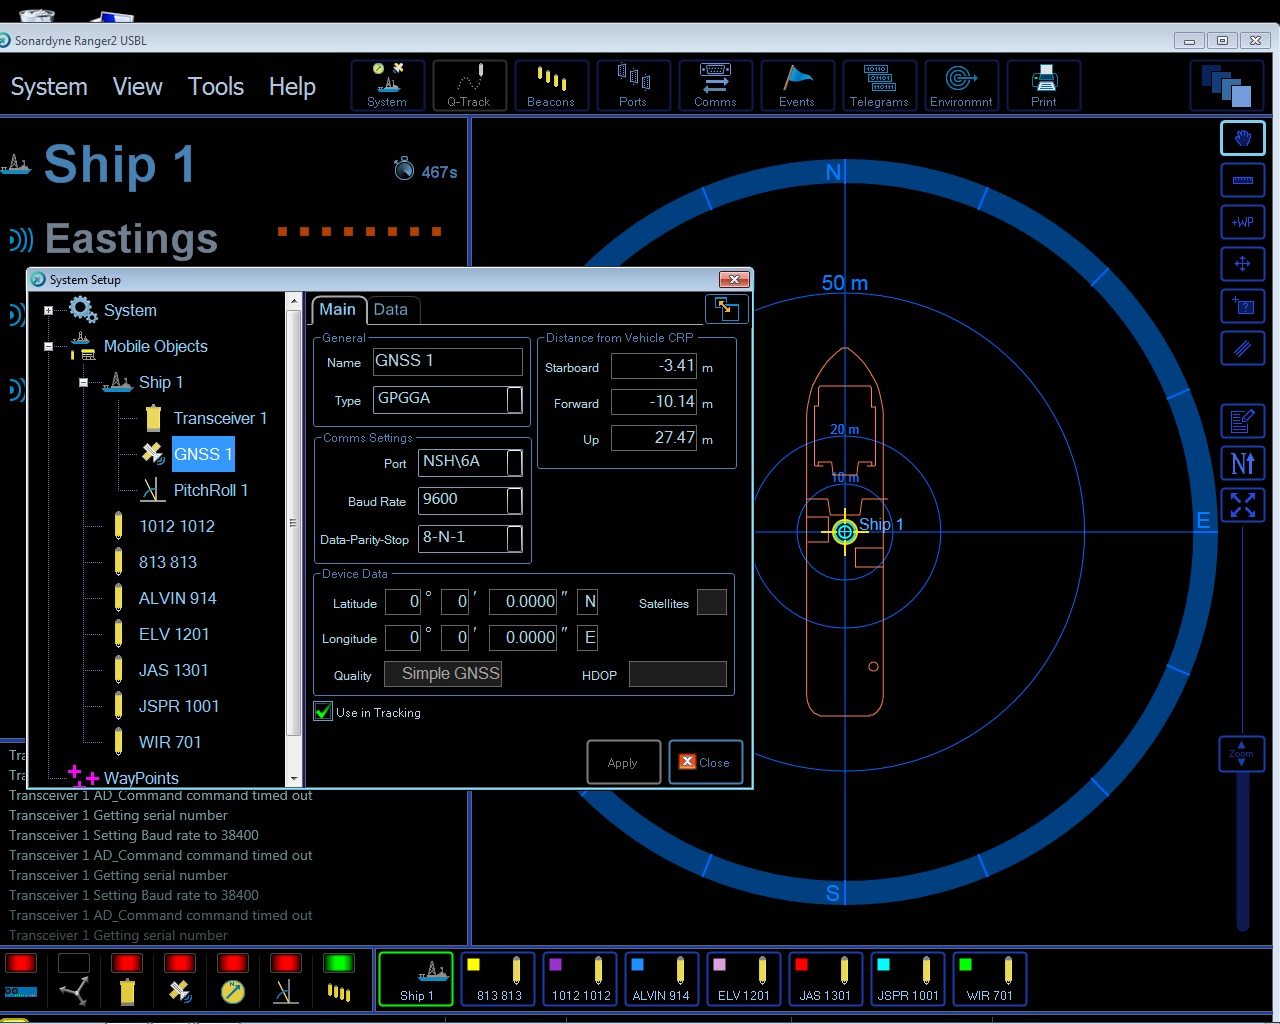 Sonardyne Ranger2 USBL
System View Tools Help
System
Q-Track
Beacons
Ports
Comms
Events
Telegrams
Environmnt
Print
Ship 1
467s
Eastings
System Setup
System
Mobile Objects
Ship 1
Transceiver 1
GNSS 1
PitchRoll 1
1012 1012
813 813
ALVIN 914
ELV 1201
JAS 1301
JSPR 1001
WIR 701
WayPoints
Main
Data
General
Name GNSS 1
Type GPGGA
Comms Settings
Port NSH\6A
Baud Rate 9600
Data-Parity-Stop 8-N-1
Distance from Vehicle CRP
Starboard -3.41 m
Forward -10.14 m
Up 27.47 m
Device Data
Latitude 0 ° 0 ′ 0.0000 ″ N Satellites
Longitude 0 ° 0 ′ 0.0000 ″ E
Quality Simple GNSS HDOP
Use in Tracking
Apply
Close
N
50 m
20 m
10 m
Ship 1
E
S
+WP
N
Zoom
Transceiver 1 AD_Command command timed out
Transceiver 1 Getting serial number
Transceiver 1 Setting Baud rate to 38400
Transceiver 1 AD_Command command timed out
Transceiver 1 Getting serial number
Transceiver 1 Setting Baud rate to 38400
Transceiver 1 AD_Command command timed out
Transceiver 1 Getting serial number
Ship 1
813 813
1012 1012
ALVIN 914
ELV 1201
JAS 1301
JSPR 1001
WIR 701